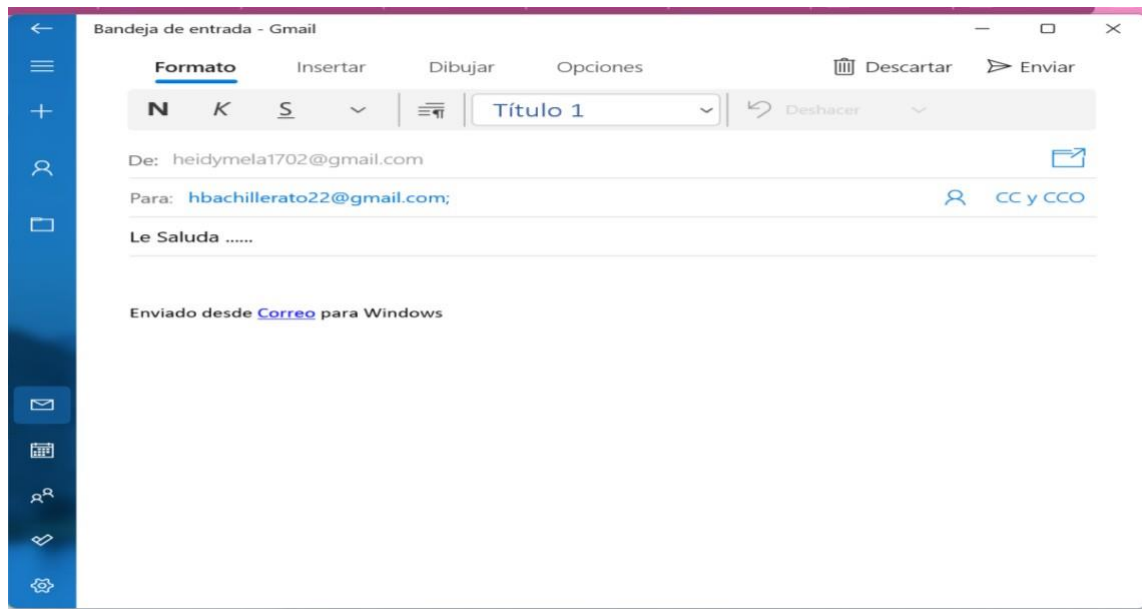 Bandeja de entrada - Gmail
Formato Insertar Dibujar Opciones Descartar Enviar
N K S Título 1 Deshacer
De: heidymela1702@gmail.com
Para: hbachillerato22@gmail.com; CC y CCO
Le Saluda ......
Enviado desde Correo para Windows